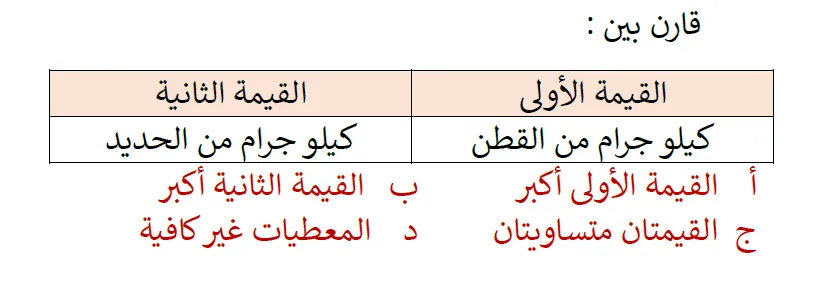 قارن بين :
القيمة الأولى القيمة الثانية
كيلو جرام من القطن كيلو جرام من الحديد
أ القيمة الأولى أكبر ب القيمة الثانية أكبر
ج القيمتان متساويتان د المعطيات غير كافية